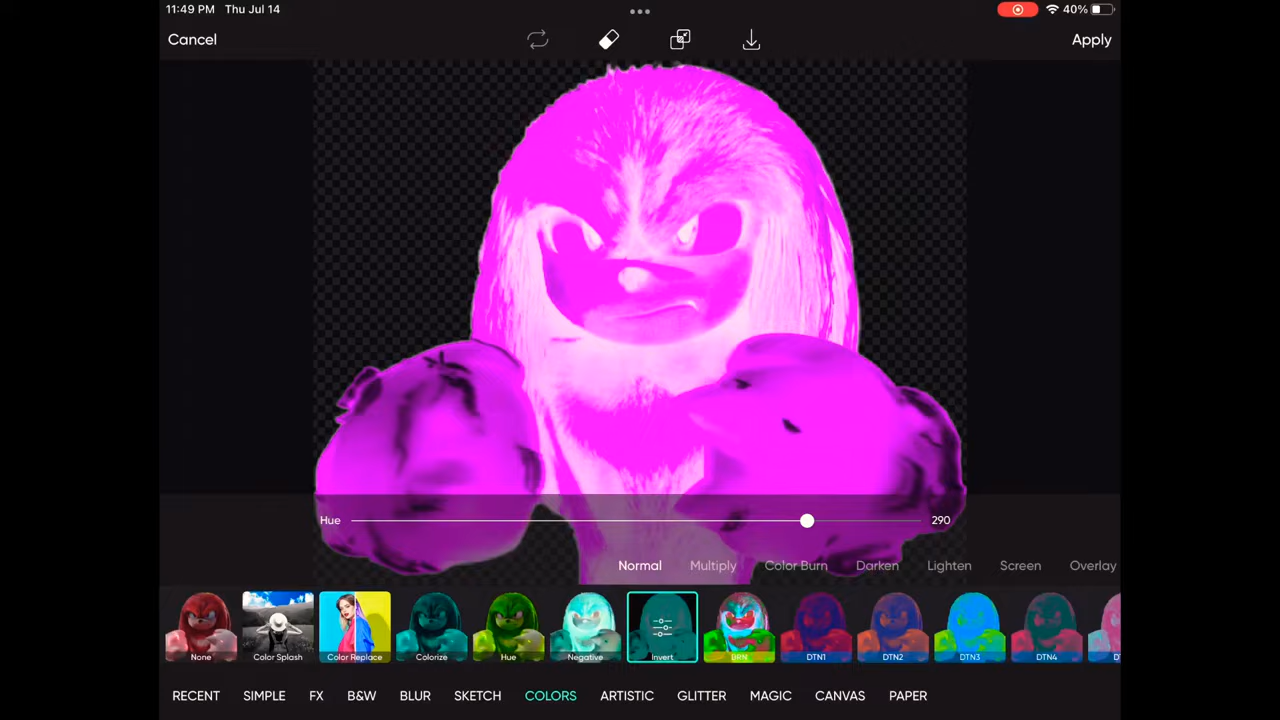 11:49 PM Thu Jul 14
40%
Cancel
Apply
Hue
290
Normal Multiply Color Burn Darken Lighten Screen Overlay
None Color Splash Color Replace Colorize Hue Negative Invert BRN DTN1 DTN2 DTN3 DTN4
RECENT SIMPLE FX B&W BLUR SKETCH COLORS ARTISTIC GLITTER MAGIC CANVAS PAPER